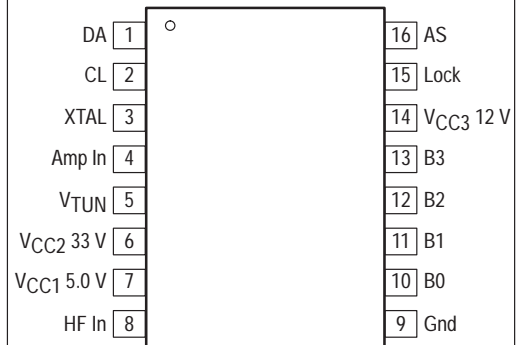 DA 1
CL 2
XTAL 3
Amp In 4
VTUN 5
VCC2 33 V 6
VCC1 5.0 V 7
HF In 8
16 AS
15 Lock
14 VCC3 12 V
13 B3
12 B2
11 B1
10 B0
9 Gnd